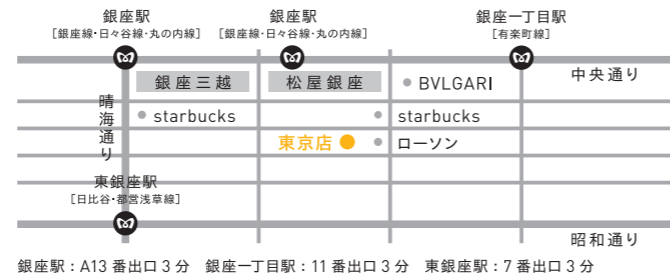 銀座駅 銀座駅 銀座一丁目駅
[銀座線・日々谷線・丸の内線] [銀座線・日々谷線・丸の内線] [有楽町線]
中央通り
銀座三越 松屋銀座 BVLGARI
晴海通り
starbucks starbucks
東京店 ローソン
東銀座駅
[日比谷・都営浅草線]
昭和通り
銀座駅：A13 番出口 3 分 銀座一丁目駅：11 番出口 3 分 東銀座駅：7 番出口 3 分